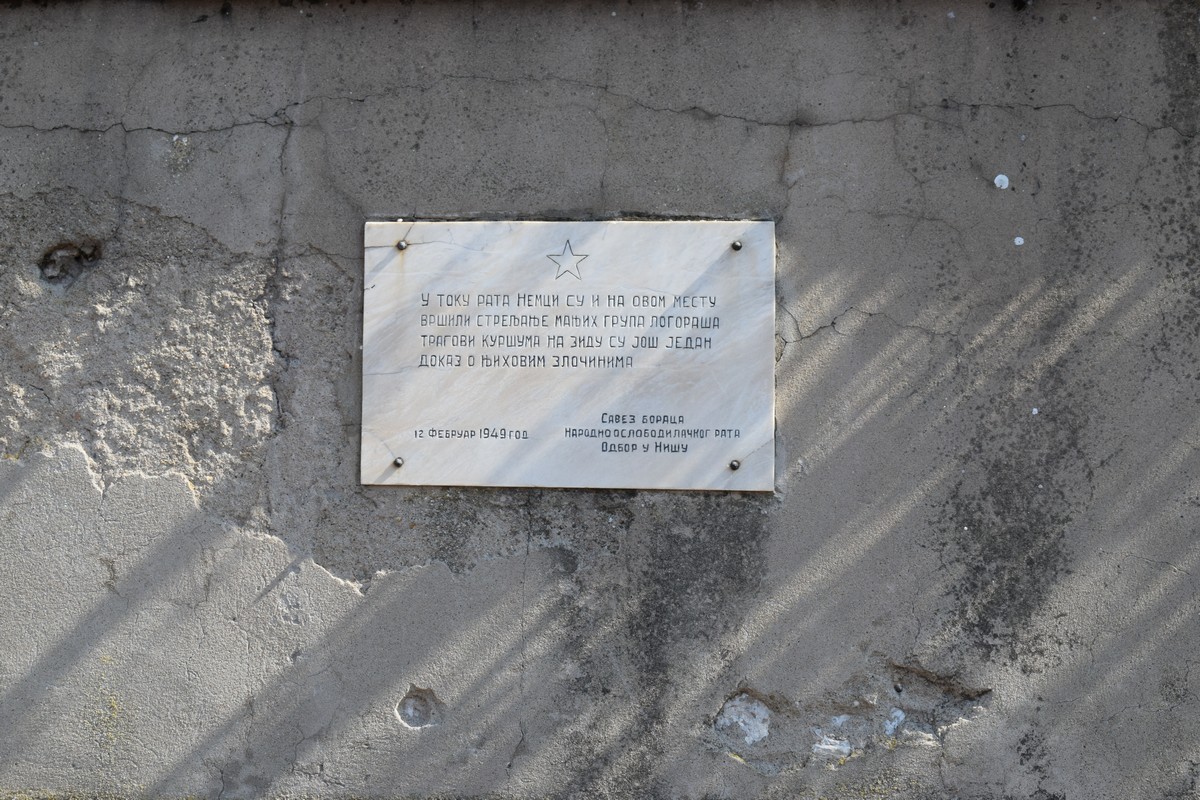 У току рата Немци су и на овом месту
вршили стрељање мањих група логораша
трагови куршума на зиду су још један
доказ о њиховим злочинима
12 фебруар 1949 год
Савез бораца
народноослободилачког рата
Одбор у Нишу